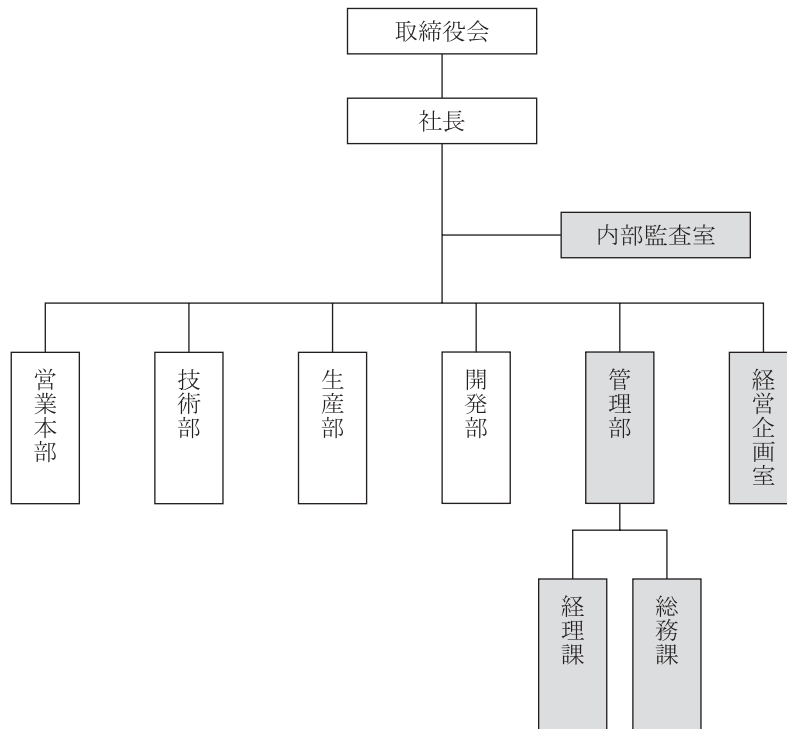 取締役会
社長
内部監査室
営業本部
技術部
生産部
開発部
管理部
経営企画室
経理課
総務課